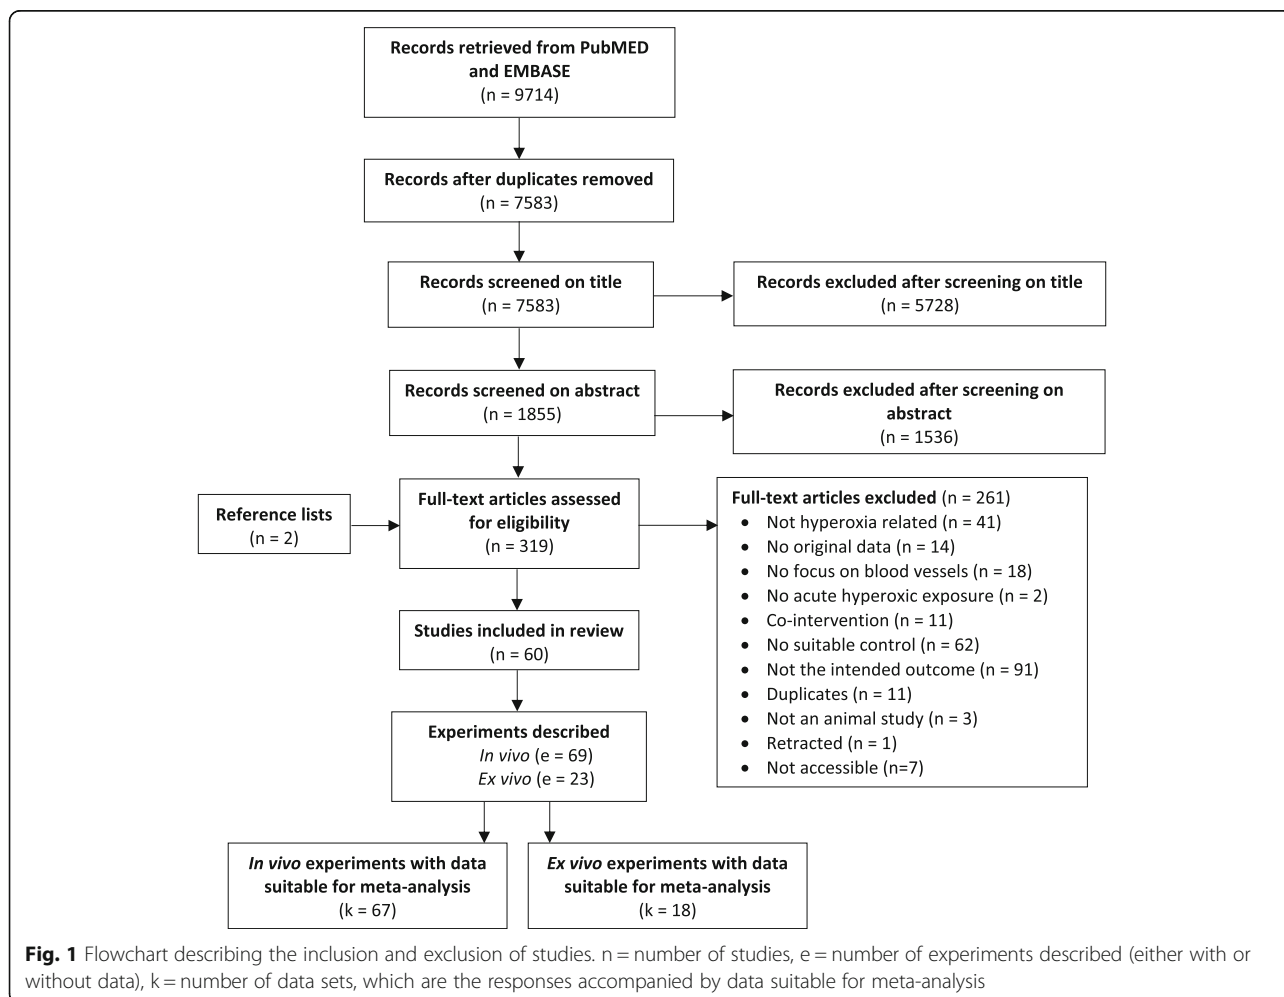 Records retrieved from PubMED
and EMBASE
(n = 9714)
Records after duplicates removed
(n = 7583)
Records screened on title
(n = 7583)
Records excluded after screening on title
(n = 5728)
Records screened on abstract
(n = 1855)
Records excluded after screening on
abstract
(n = 1536)
Reference lists
(n = 2)
Full-text articles assessed
for eligibility
(n = 319)
Full-text articles excluded (n = 261)
• Not hyperoxia related (n = 41)
• No original data (n = 14)
• No focus on blood vessels (n = 18)
• No acute hyperoxic exposure (n = 2)
• Co-intervention (n = 11)
• No suitable control (n = 62)
• Not the intended outcome (n = 91)
• Duplicates (n = 11)
• Not an animal study (n = 3)
• Retracted (n = 1)
• Not accessible (n=7)
Studies included in review
(n = 60)
Experiments described
In vivo (e = 69)
Ex vivo (e = 23)
In vivo experiments with data
suitable for meta-analysis
(k = 67)
Ex vivo experiments with data
suitable for meta-analysis
(k = 18)
Fig. 1 Flowchart describing the inclusion and exclusion of studies. n = number of studies, e = number of experiments described (either with or
without data), k = number of data sets, which are the responses accompanied by data suitable for meta-analysis